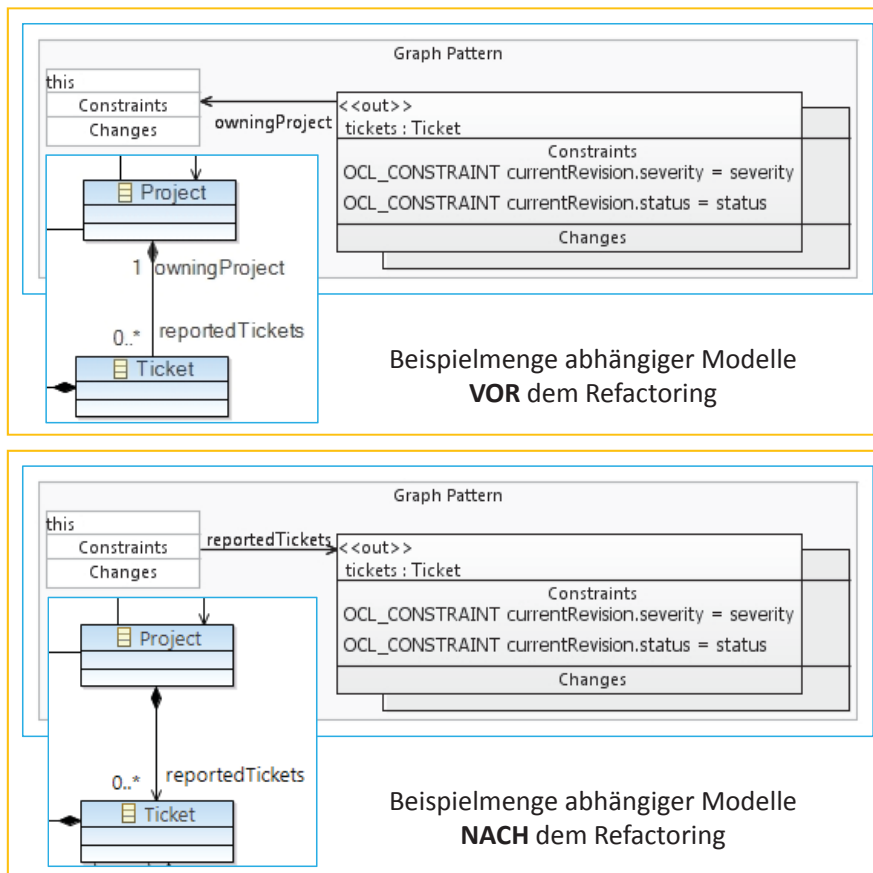 Graph Pattern
this
Constraints
Changes
owningProject
<<out>>
tickets : Ticket
Constraints
OCL_CONSTRAINT currentRevision.severity = severity
OCL_CONSTRAINT currentRevision.status = status
Changes
Project
1 owningProject
0..* reportedTickets
Ticket
Beispielmenge abhängiger Modelle
VOR dem Refactoring
Graph Pattern
this
Constraints
Changes
reportedTickets
<<out>>
tickets : Ticket
Constraints
OCL_CONSTRAINT currentRevision.severity = severity
OCL_CONSTRAINT currentRevision.status = status
Changes
Project
0..* reportedTickets
Ticket
Beispielmenge abhängiger Modelle
NACH dem Refactoring